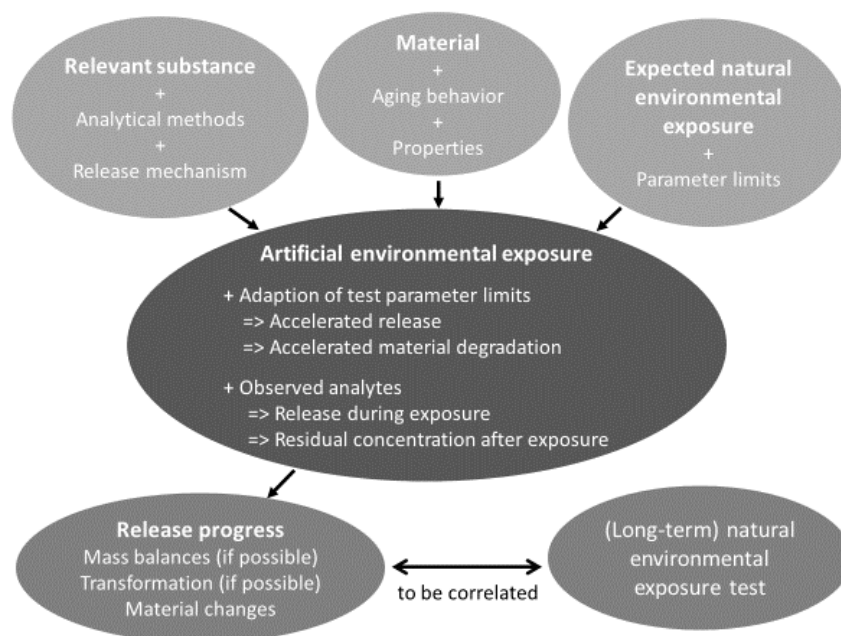 Relevant substance
+
Analytical methods
+
Release mechanism
Material
+
Aging behavior
+
Properties
Expected natural
environmental
exposure
+
Parameter limits
Artificial environmental exposure
+ Adaption of test parameter limits
=> Accelerated release
=> Accelerated material degradation
+ Observed analytes
=> Release during exposure
=> Residual concentration after exposure
Release progress
Mass balances (if possible)
Transformation (if possible)
Material changes
to be correlated
(Long-term) natural
environmental
exposure test